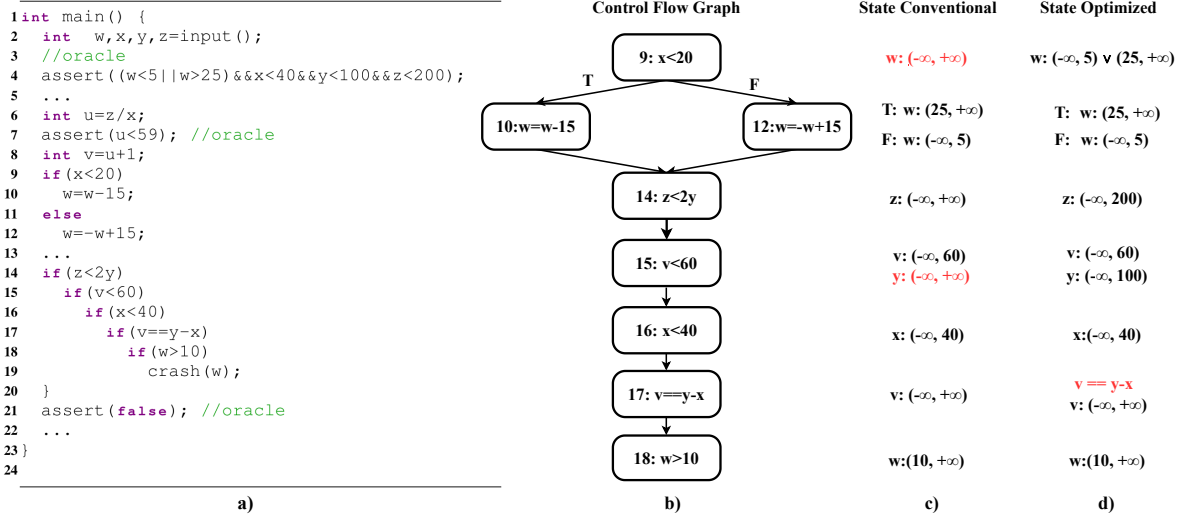 1 int main() {
2 int w,x,y,z=input();
3 //oracle
4 assert((w<5||w>25)&&x<40&&y<100&&z<200);
5 ...
6 int u=z/x;
7 assert(u<59); //oracle
8 int v=u+1;
9 if(x<20)
10 w=w-15;
11 else
12 w=-w+15;
13 ...
14 if(z<2y)
15 if(v<60)
16 if(x<40)
17 if(v==y-x)
18 if(w>10)
19 crash(w);
20 }
21 assert(false); //oracle
22 ...
23 }
24
a)
Control Flow Graph
9: x<20
T
F
10:w=w-15
12:w=-w+15
14: z<2y
15: v<60
16: x<40
17: v==y-x
18: w>10
b)
State Conventional
w: (-∞, +∞)
T: w: (25, +∞)
F: w: (-∞, 5)
z: (-∞, +∞)
v: (-∞, 60)
y: (-∞, +∞)
x: (-∞, 40)
v: (-∞, +∞)
w:(10, +∞)
c)
State Optimized
w: (-∞, 5) ∨ (25, +∞)
T: w: (25, +∞)
F: w: (-∞, 5)
z: (-∞, 200)
v: (-∞, 60)
y: (-∞, 100)
x:(-∞, 40)
v == y-x
v: (-∞, +∞)
w:(10, +∞)
d)